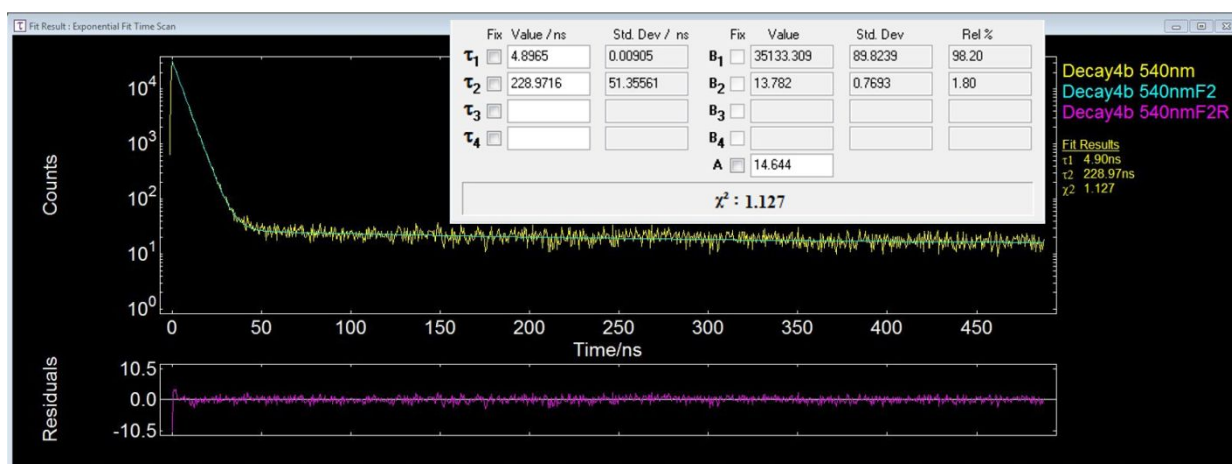 τ Fit Result : Exponential Fit Time Scan
Fix Value / ns Std. Dev / ns Fix Value Std. Dev Rel %
τ1 4.8965 0.00905 B1 35133.309 89.8239 98.20
τ2 228.9716 51.35561 B2 13.782 0.7693 1.80
τ3 B3
τ4 B4
A 14.644
χ² : 1.127
Decay4b 540nm
Decay4b 540nmF2
Decay4b 540nmF2R
Fit Results
τ1 4.90ns
τ2 228.97ns
χ2 1.127
Counts
10⁴
10³
10²
10¹
10⁰
0 50 100 150 200 250 300 350 400 450
Time/ns
Residuals
10.5
0.0
-10.5